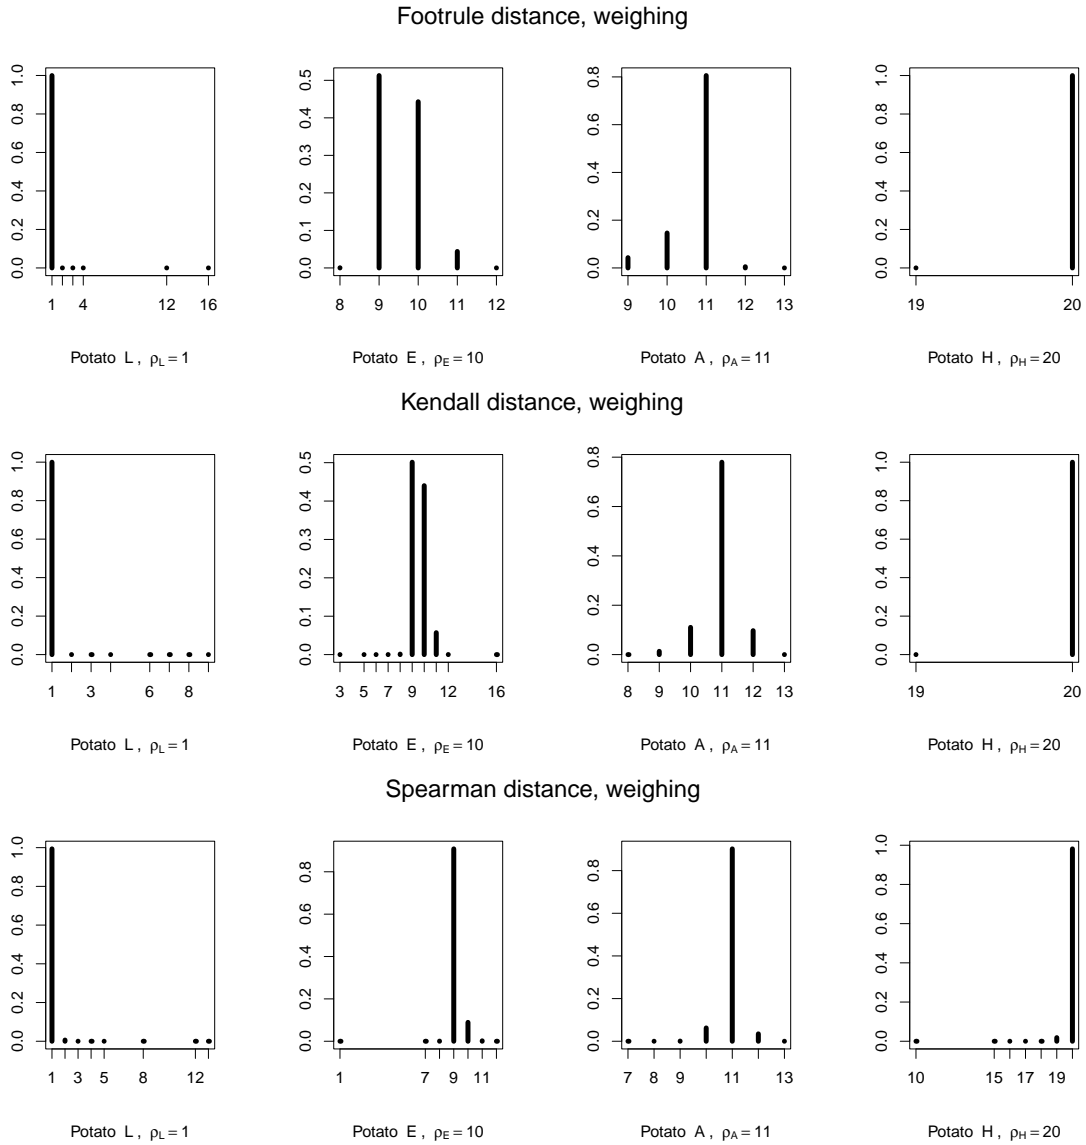 Footrule distance, weighing
0.0 0.2 0.4 0.6 0.8 1.0
1 4 12 16
Potato L , ρL = 1
0.0 0.1 0.2 0.3 0.4 0.5
8 9 10 11 12
Potato E , ρE = 10
0.0 0.2 0.4 0.6 0.8
9 10 11 12 13
Potato A , ρA = 11
0.0 0.2 0.4 0.6 0.8 1.0
19 20
Potato H , ρH = 20
Kendall distance, weighing
0.0 0.2 0.4 0.6 0.8 1.0
1 3 6 8
Potato L , ρL = 1
0.0 0.1 0.2 0.3 0.4 0.5
3 5 7 9 12 16
Potato E , ρE = 10
0.0 0.2 0.4 0.6 0.8
8 9 10 11 12 13
Potato A , ρA = 11
0.0 0.2 0.4 0.6 0.8 1.0
19 20
Potato H , ρH = 20
Spearman distance, weighing
0.0 0.2 0.4 0.6 0.8 1.0
1 3 5 8 12
Potato L , ρL = 1
0.0 0.2 0.4 0.6 0.8
1 7 9 11
Potato E , ρE = 10
0.0 0.2 0.4 0.6 0.8
7 8 9 11 13
Potato A , ρA = 11
0.0 0.2 0.4 0.6 0.8 1.0
10 15 17 19
Potato H , ρH = 20